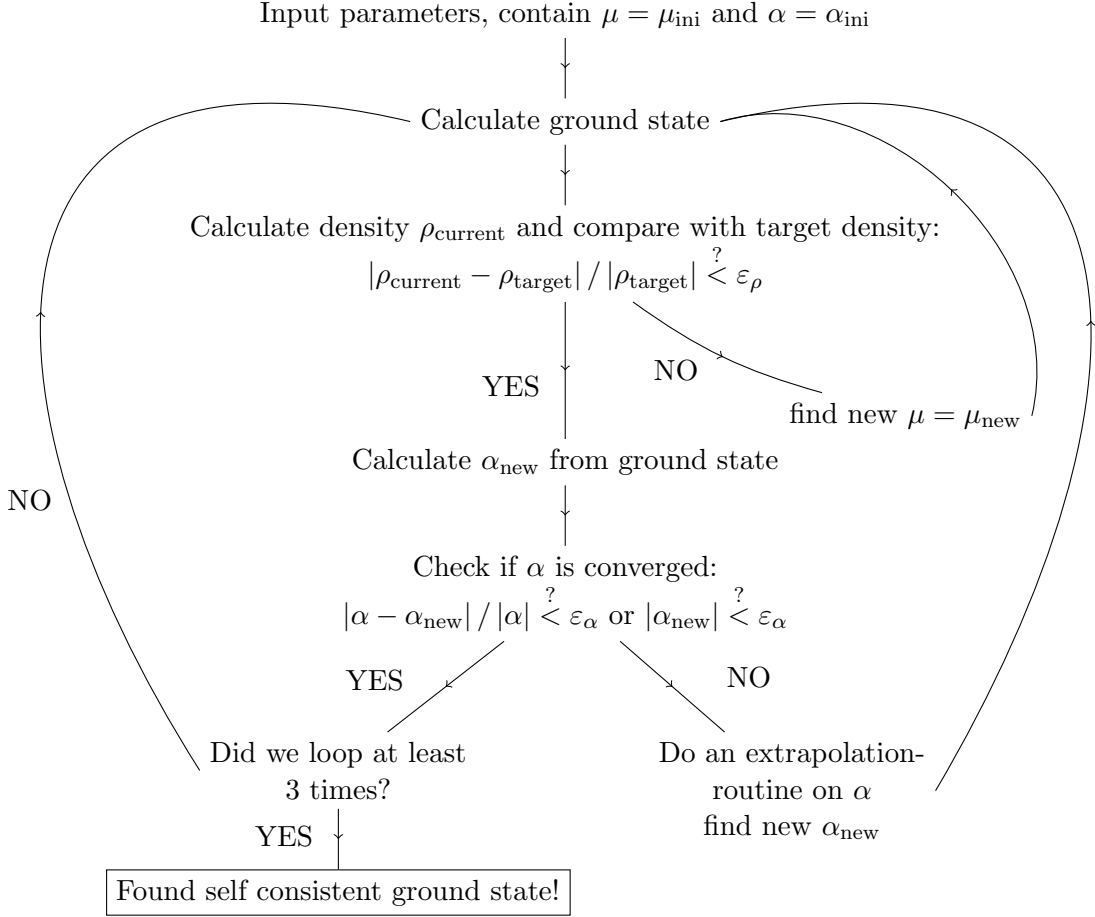 Input parameters, contain μ = μ_ini and α = α_ini
Calculate ground state
Calculate density ρ_current and compare with target density:
|ρ_current − ρ_target| / |ρ_target| <^? ε_ρ
NO
YES
find new μ = μ_new
Calculate α_new from ground state
NO
Check if α is converged:
|α − α_new| / |α| <^? ε_α or |α_new| <^? ε_α
YES
NO
Did we loop at least
3 times?
Do an extrapolation-
routine on α
find new α_new
YES
Found self consistent ground state!